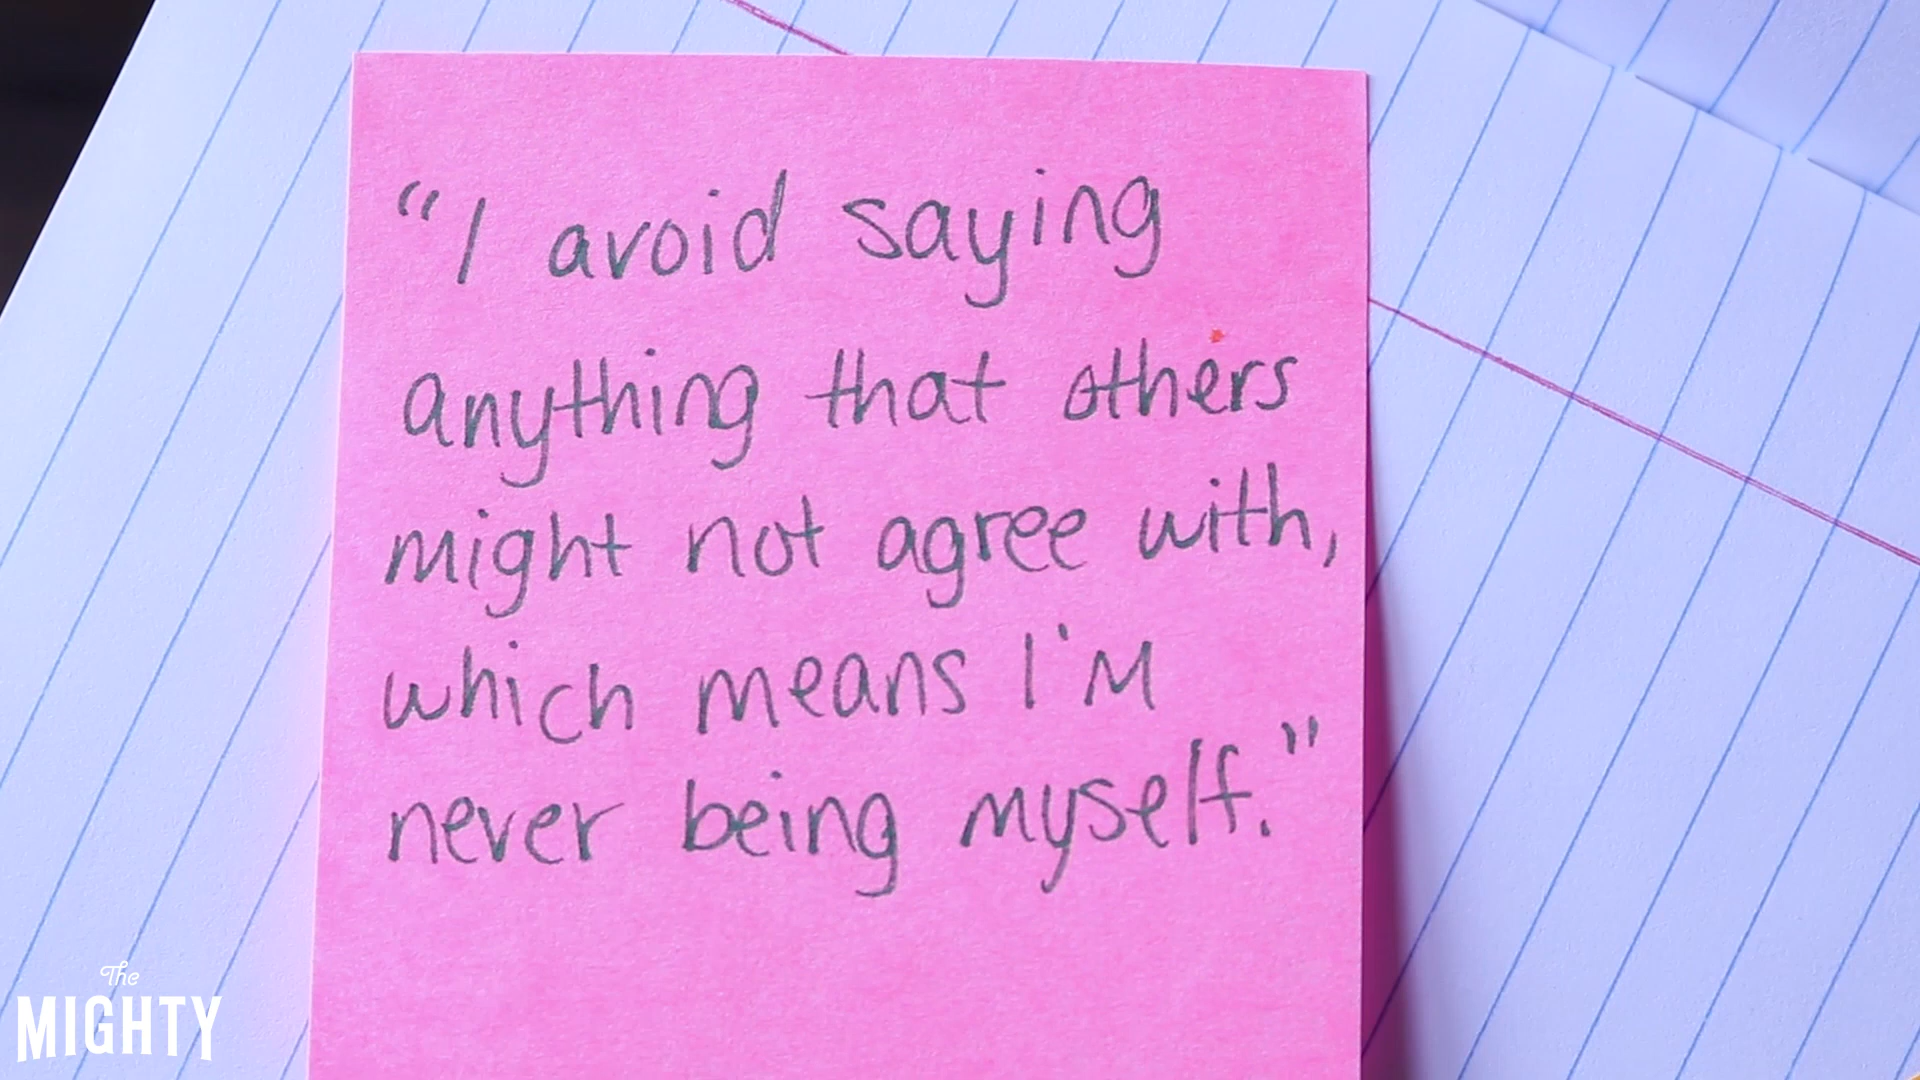 “I avoid saying
anything that others
might not agree with,
which means I'm
never being myself.”
The
MIGHTY